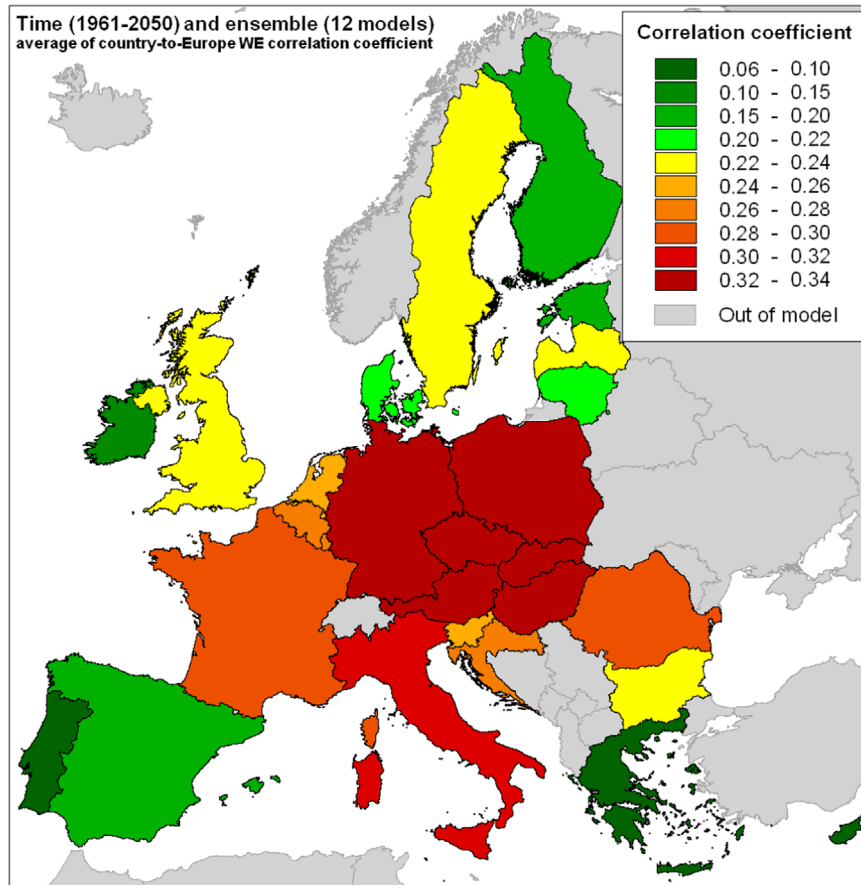 Time (1961-2050) and ensemble (12 models)
average of country-to-Europe WE correlation coefficient
Correlation coefficient
0.06 - 0.10
0.10 - 0.15
0.15 - 0.20
0.20 - 0.22
0.22 - 0.24
0.24 - 0.26
0.26 - 0.28
0.28 - 0.30
0.30 - 0.32
0.32 - 0.34
Out of model